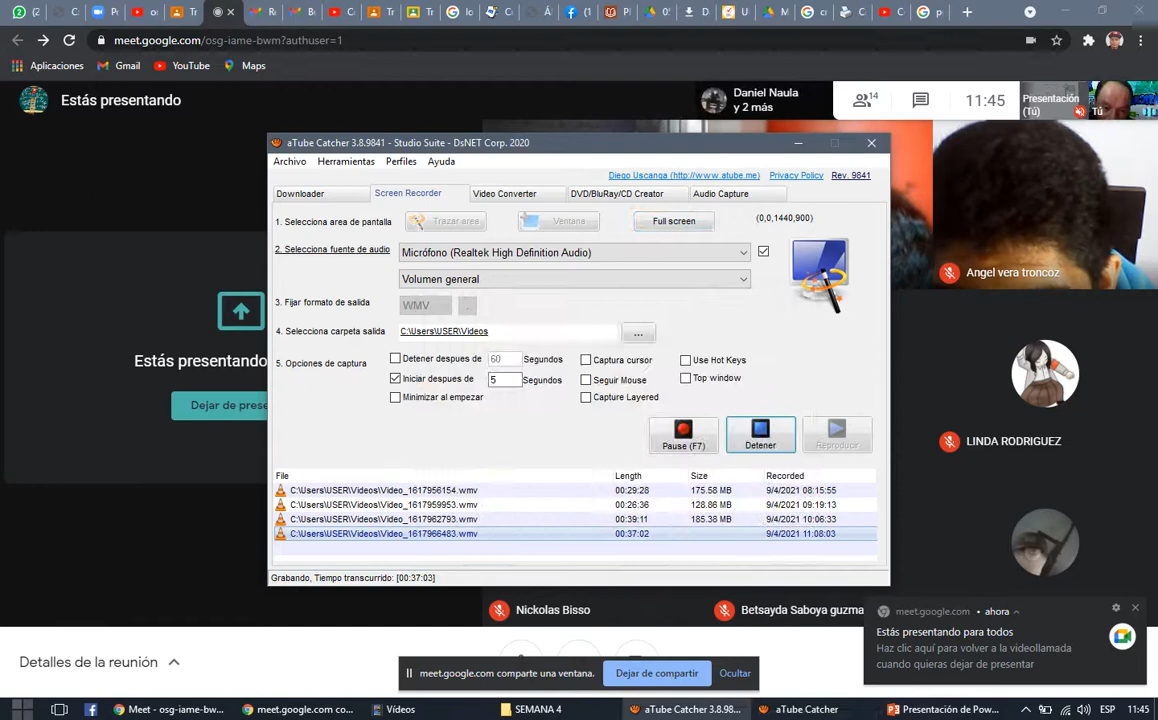 meet.google.com/osg-iame-bwm?authuser=1
Aplicaciones Gmail YouTube Maps
Estás presentando
Daniel Naula
y 2 más
14
11:45
Presentación
(Tú)
Tú
aTube Catcher 3.8.9841 - Studio Suite - DsNET Corp. 2020
Archivo Herramientas Perfiles Ayuda
Diego Uscanga (http://www.atube.me) Privacy Policy Rev. 9841
Downloader Screen Recorder Video Converter DVD/BluRay/CD Creator Audio Capture
1. Selecciona area de pantalla Trazar area Ventana Full screen (0,0,1440,900)
2. Selecciona fuente de audio Micrófono (Realtek High Definition Audio)
Volumen general
3. Fijar formato de salida WMV .
4. Selecciona carpeta salida C:\Users\USER\Videos ...
5. Opciones de captura
Detener despues de 60 Segundos Captura cursor Use Hot Keys
Iniciar despues de 5 Segundos Seguir Mouse Top window
Minimizar al empezar Capture Layered
Pause (F7) Detener Reproducir
File Length Size Recorded
C:\Users\USER\Videos\Video_1617956154.wmv 00:29:28 175.58 MB 9/4/2021 08:15:55
C:\Users\USER\Videos\Video_1617959953.wmv 00:26:36 128.86 MB 9/4/2021 09:19:13
C:\Users\USER\Videos\Video_1617962793.wmv 00:39:11 185.38 MB 9/4/2021 10:06:33
C:\Users\USER\Videos\Video_1617966483.wmv 00:37:02 9/4/2021 11:08:03
Grabando, Tiempo transcurrido: [00:37:03]
Estás presentando
Dejar de prese
Angel vera troncoz
LINDA RODRIGUEZ
Nickolas Bisso
Betsayda Saboya guzma
meet.google.com • ahora
Estás presentando para todos
Haz clic aquí para volver a la videollamada
cuando quieras dejar de presentar
Detalles de la reunión
meet.google.com comparte una ventana. Dejar de compartir Ocultar
Meet - osg-iame-bw... meet.google.com co... Vídeos SEMANA 4 aTube Catcher 3.8.98... aTube Catcher Presentación de Pow... ESP 11:45